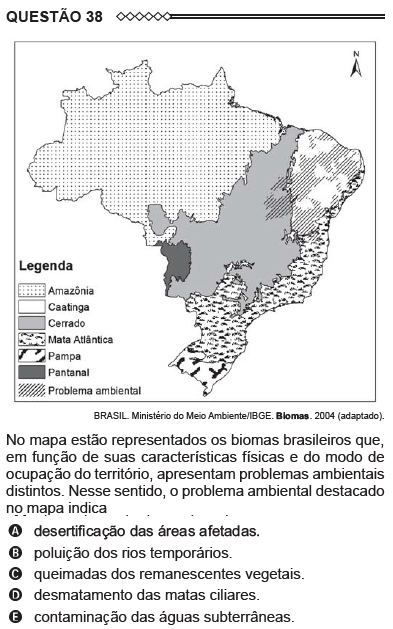 QUESTÃO 38
N
Legenda
Amazônia
Caatinga
Cerrado
Mata Atlântica
Pampa
Pantanal
Problema ambiental
BRASIL. Ministério do Meio Ambiente/IBGE. Biomas. 2004 (adaptado).
No mapa estão representados os biomas brasileiros que,
em função de suas características físicas e do modo de
ocupação do território, apresentam problemas ambientais
distintos. Nesse sentido, o problema ambiental destacado
no mapa indica
A desertificação das áreas afetadas.
B poluição dos rios temporários.
C queimadas dos remanescentes vegetais.
D desmatamento das matas ciliares.
E contaminação das águas subterrâneas.